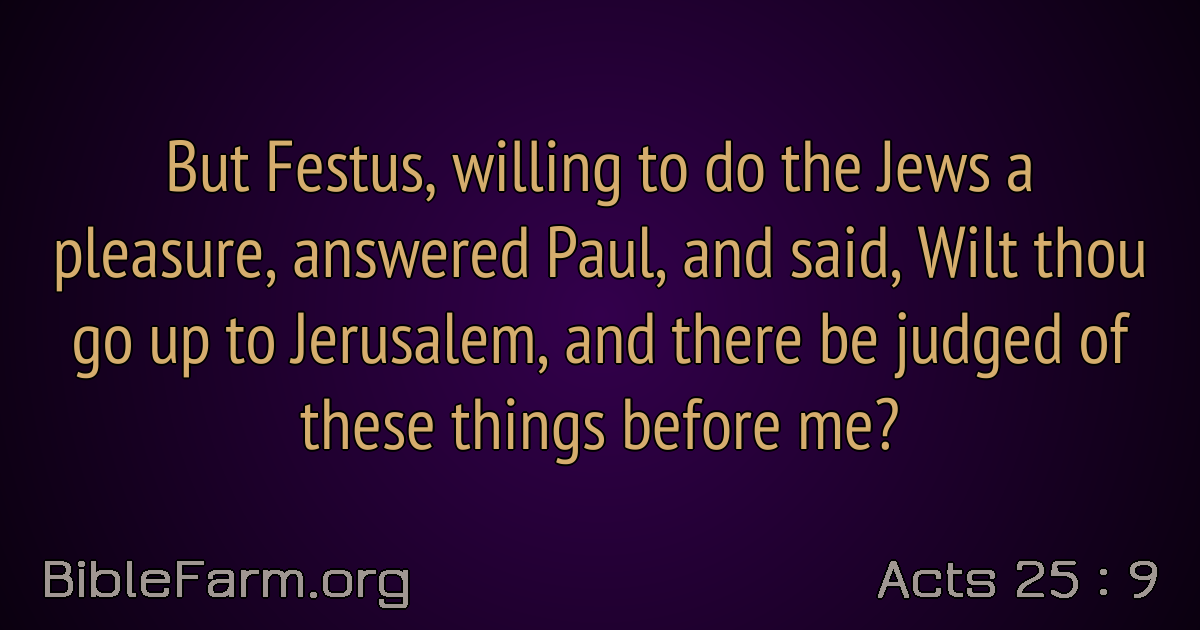 But Festus, willing to do the Jews a
pleasure, answered Paul, and said, Wilt thou
go up to Jerusalem, and there be judged of
these things before me?
BibleFarm.org
Acts 25 : 9